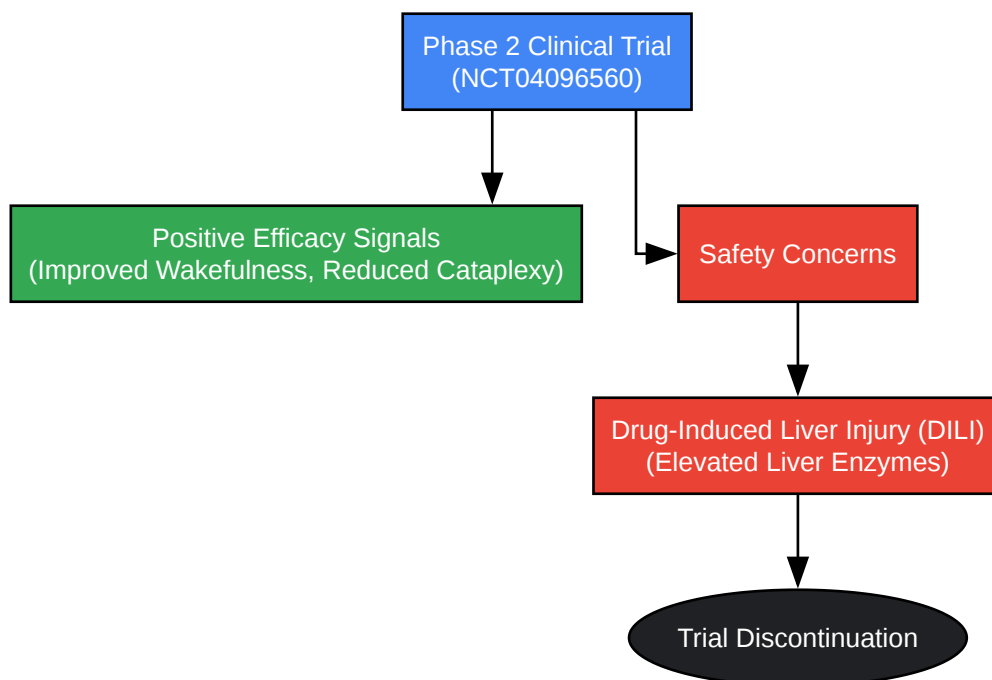 Phase 2 Clinical Trial
(NCT04096560)
Positive Efficacy Signals
(Improved Wakefulness, Reduced Cataplexy)
Safety Concerns
Drug-Induced Liver Injury (DILI)
(Elevated Liver Enzymes)
Trial Discontinuation